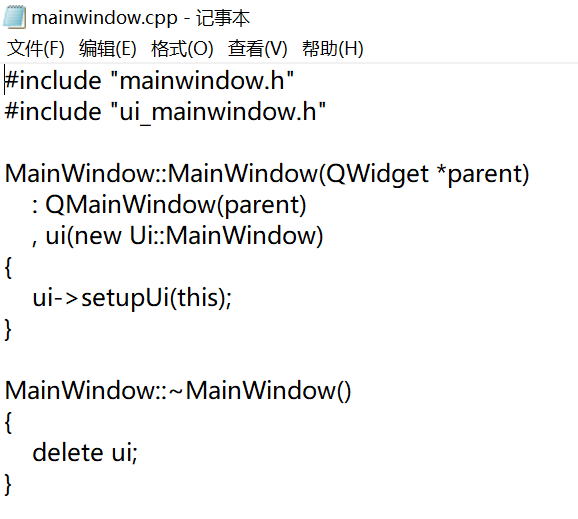 mainwindow.cpp - 记事本
文件(F) 编辑(E) 格式(O) 查看(V) 帮助(H)
#include "mainwindow.h"
#include "ui_mainwindow.h"

MainWindow::MainWindow(QWidget *parent)
    : QMainWindow(parent)
    , ui(new Ui::MainWindow)
{
    ui->setupUi(this);
}

MainWindow::~MainWindow()
{
    delete ui;
}